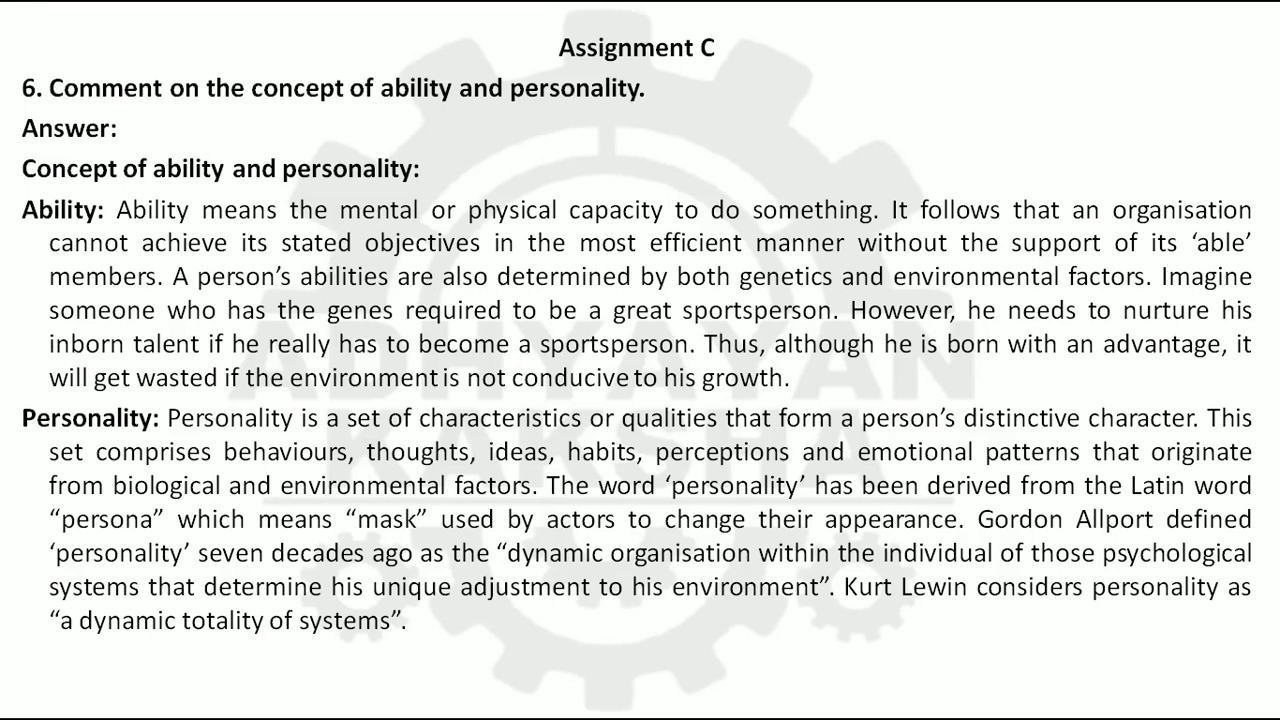 Assignment C
6. Comment on the concept of ability and personality.
Answer:
Concept of ability and personality:
Ability: Ability means the mental or physical capacity to do something. It follows that an organisation
cannot achieve its stated objectives in the most efficient manner without the support of its ‘able’
members. A person’s abilities are also determined by both genetics and environmental factors. Imagine
someone who has the genes required to be a great sportsperson. However, he needs to nurture his
inborn talent if he really has to become a sportsperson. Thus, although he is born with an advantage, it
will get wasted if the environment is not conducive to his growth.
Personality: Personality is a set of characteristics or qualities that form a person’s distinctive character. This
set comprises behaviours, thoughts, ideas, habits, perceptions and emotional patterns that originate
from biological and environmental factors. The word ‘personality’ has been derived from the Latin word
“persona” which means “mask” used by actors to change their appearance. Gordon Allport defined
‘personality’ seven decades ago as the “dynamic organisation within the individual of those psychological
systems that determine his unique adjustment to his environment”. Kurt Lewin considers personality as
“a dynamic totality of systems”.
ADHYAYAN
KAKSHA